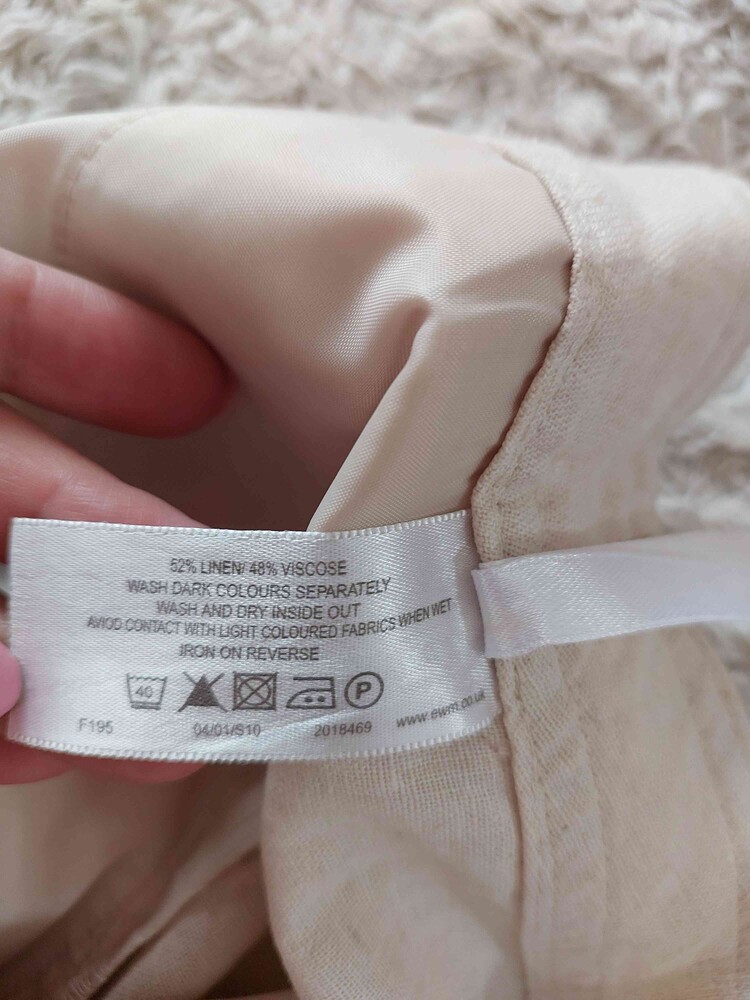 52% LINEN/ 48% VISCOSE
WASH DARK COLOURS SEPARATELY
WASH AND DRY INSIDE OUT
AVIOD CONTACT WITH LIGHT COLOURED FABRICS WHEN WET
IRON ON REVERSE
40 P
F195 04/01/S10 2018469 www.ewm.co.uk